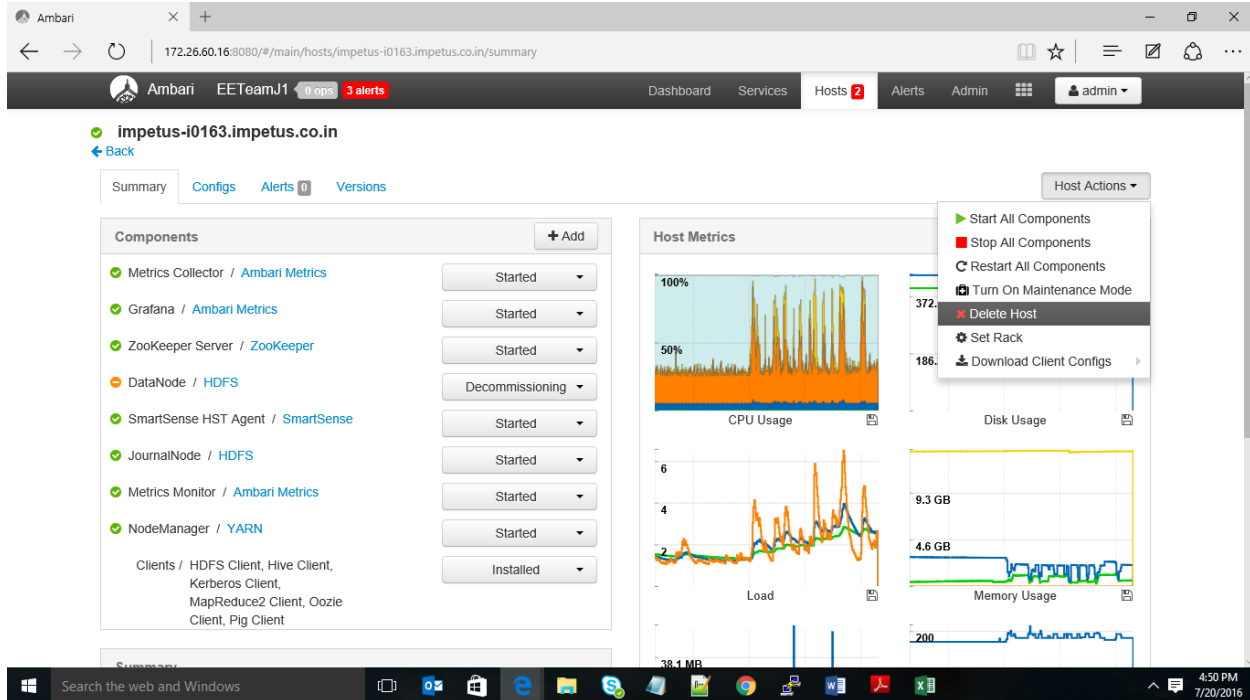 Ambari
172.26.60.16:8080/#/main/hosts/impetus-i0163.impetus.co.in/summary
Ambari EETeamJ1 0 ops 3 alerts Dashboard Services Hosts 2 Alerts Admin admin
impetus-i0163.impetus.co.in
Back
Summary Configs Alerts 0 Versions Host Actions
Components + Add
Metrics Collector / Ambari Metrics Started
Grafana / Ambari Metrics Started
ZooKeeper Server / ZooKeeper Started
DataNode / HDFS Decommissioning
SmartSense HST Agent / SmartSense Started
JournalNode / HDFS Started
Metrics Monitor / Ambari Metrics Started
NodeManager / YARN Started
Clients / HDFS Client, Hive Client, Installed
Kerberos Client,
MapReduce2 Client, Oozie
Client, Pig Client
Summary
Host Metrics
100%
50%
CPU Usage
372.
186.
Disk Usage
6
4
2
Load
9.3 GB
4.6 GB
Memory Usage
38.1 MB
200
Start All Components
Stop All Components
Restart All Components
Turn On Maintenance Mode
Delete Host
Set Rack
Download Client Configs
Search the web and Windows
4:50 PM
7/20/2016